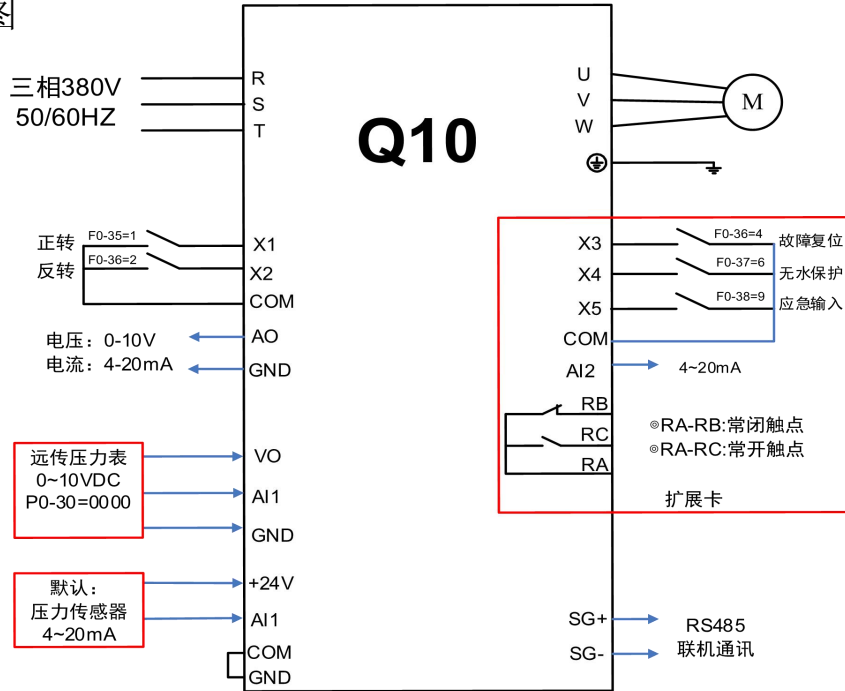 图
Q10
三相380V
50/60HZ
R
S
T
U
V
W
M
正转
F0-35=1
X1
反转
F0-36=2
X2
COM
电压：0-10V
AO
电流：4-20mA
GND
远传压力表
0~10VDC
P0-30=0000
VO
AI1
GND
默认：
压力传感器
4~20mA
+24V
AI1
COM
GND
X3
F0-36=4
故障复位
X4
F0-37=6
无水保护
X5
F0-38=9
应急输入
COM
AI2
4~20mA
RB
RC
RA
◎RA-RB:常闭触点
◎RA-RC:常开触点
扩展卡
SG+
SG-
RS485
联机通讯